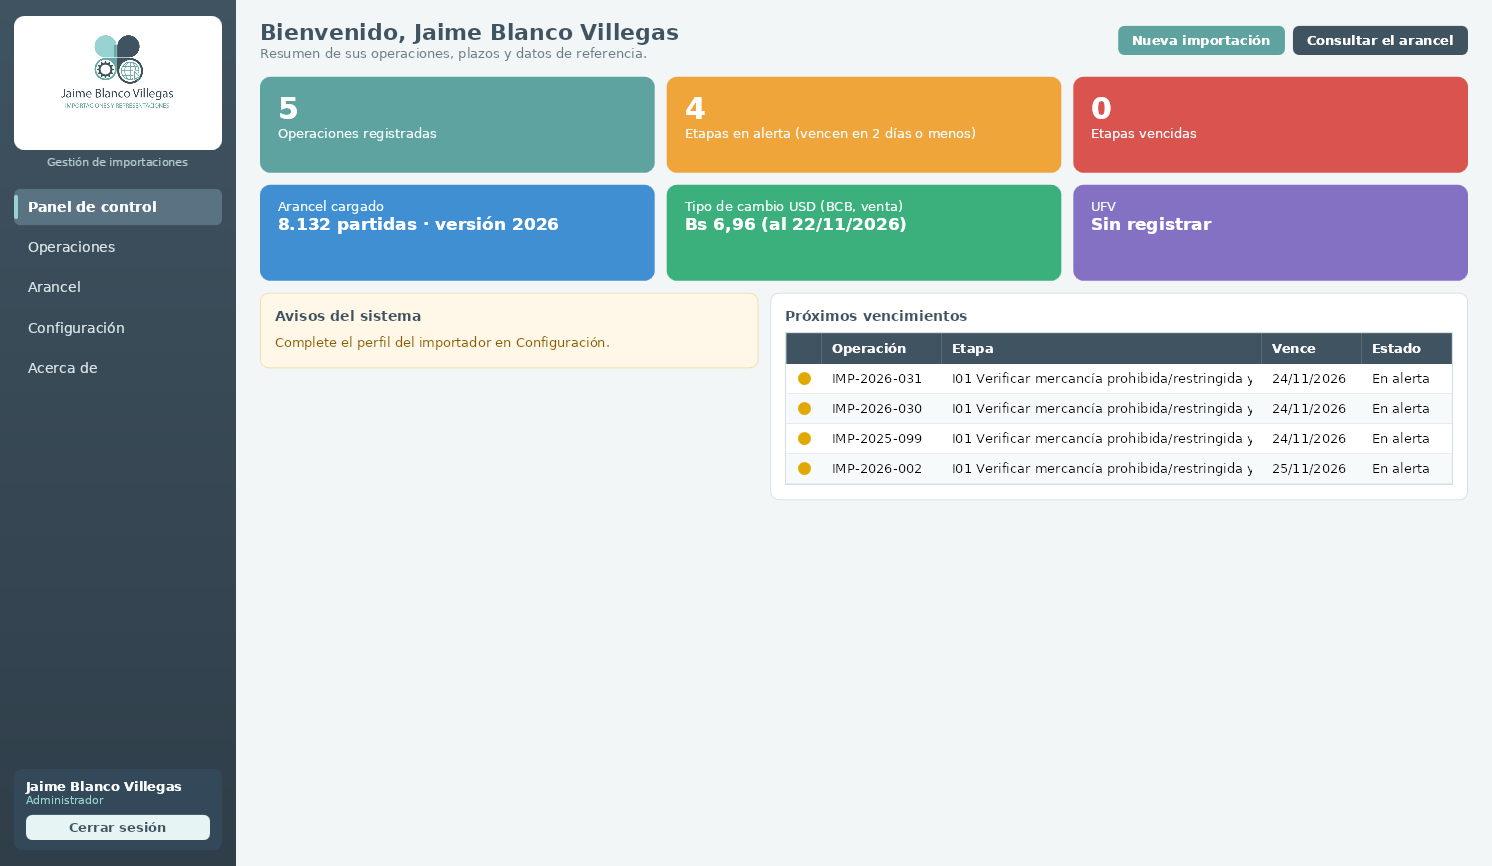 Jaime Blanco Villegas
IMPORTACIONES Y REPRESENTACIONES
Gestión de importaciones
Panel de control
Operaciones
Arancel
Configuración
Acerca de
Jaime Blanco Villegas
Administrador
Cerrar sesión
Bienvenido, Jaime Blanco Villegas
Resumen de sus operaciones, plazos y datos de referencia.
Nueva importación
Consultar el arancel
5
Operaciones registradas
4
Etapas en alerta (vencen en 2 días o menos)
0
Etapas vencidas
Arancel cargado
8.132 partidas · versión 2026
Tipo de cambio USD (BCB, venta)
Bs 6,96 (al 22/11/2026)
UFV
Sin registrar
Avisos del sistema
Complete el perfil del importador en Configuración.
Próximos vencimientos
Operación Etapa Vence Estado
IMP-2026-031 I01 Verificar mercancía prohibida/restringida y 24/11/2026 En alerta
IMP-2026-030 I01 Verificar mercancía prohibida/restringida y 24/11/2026 En alerta
IMP-2025-099 I01 Verificar mercancía prohibida/restringida y 24/11/2026 En alerta
IMP-2026-002 I01 Verificar mercancía prohibida/restringida y 25/11/2026 En alerta